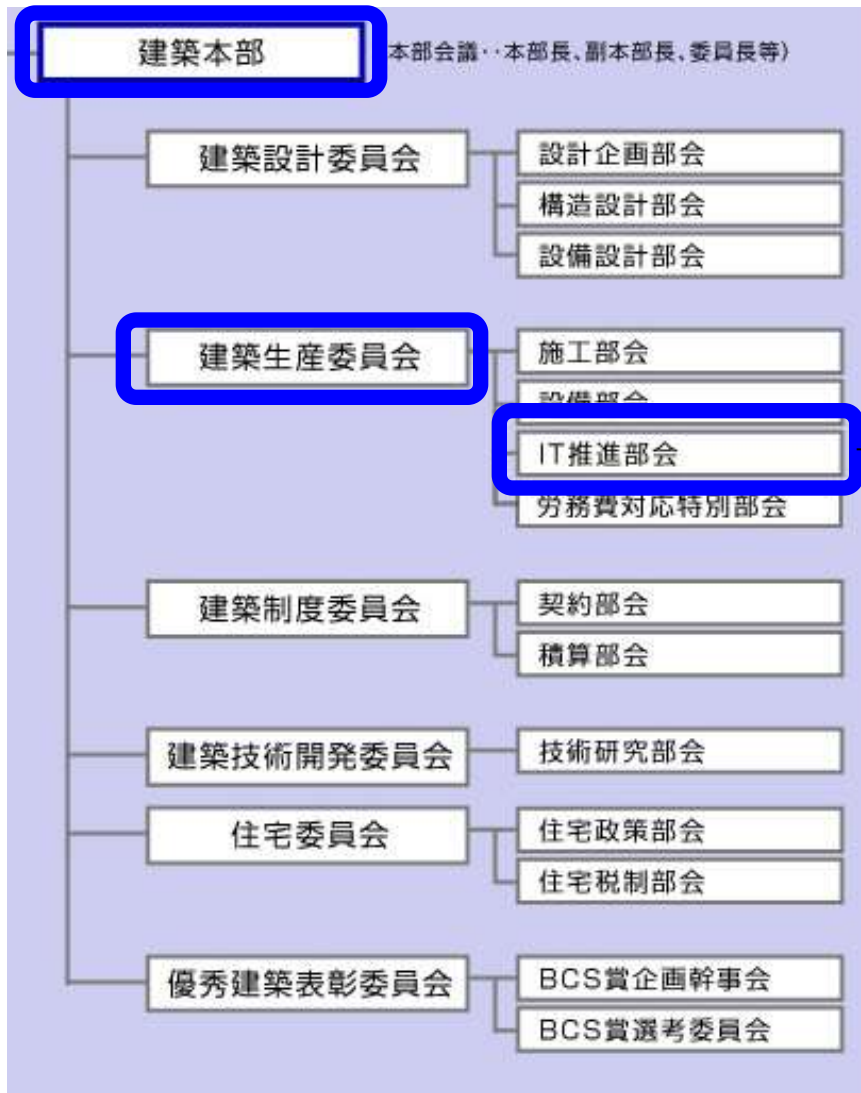 建築本部
本部会議‥本部長、副本部長、委員長等）
建築設計委員会
設計企画部会
構造設計部会
設備設計部会
建築生産委員会
施工部会
設備部会
IT推進部会
労務費対応特別部会
建築制度委員会
契約部会
積算部会
建築技術開発委員会
技術研究部会
住宅委員会
住宅政策部会
住宅税制部会
優秀建築表彰委員会
BCS賞企画幹事会
BCS賞選考委員会